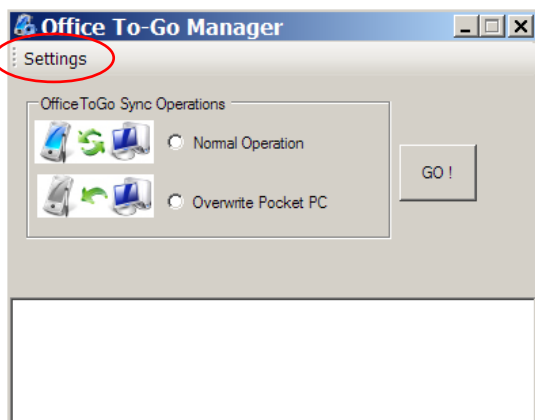 Office To-Go Manager
Settings
OfficeToGo Sync Operations
Normal Operation
GO !
Overwrite Pocket PC